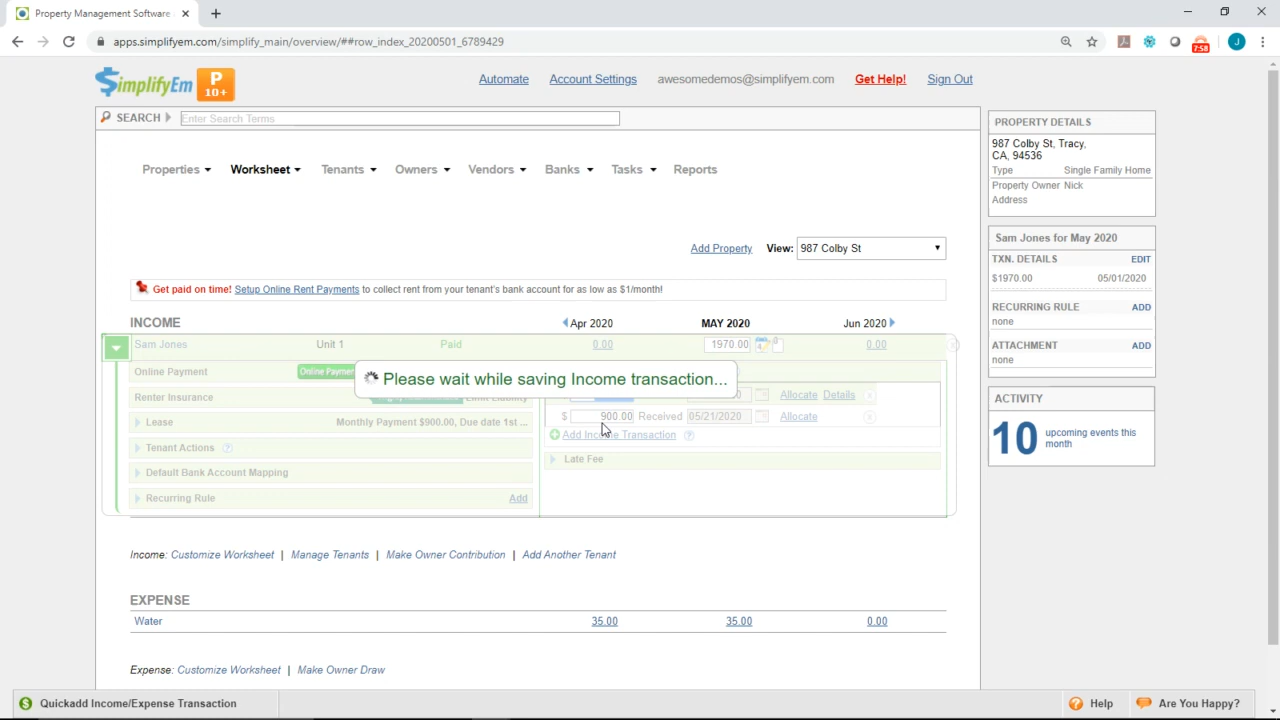 Property Management Software
apps.simplifyem.com/simplify_main/overview/##row_index_20200501_6789429
7:58
J
SimplifyEm
P
10+
Automate
Account Settings
awesomedemos@simplifyem.com
Get Help!
Sign Out
SEARCH
Enter Search Terms
Properties
Worksheet
Tenants
Owners
Vendors
Banks
Tasks
Reports
Add Property
View:
987 Colby St
Get paid on time! Setup Online Rent Payments to collect rent from your tenant's bank account for as low as $1/month!
INCOME
Apr 2020
MAY 2020
Jun 2020
Sam Jones
Unit 1
Paid
0.00
1970.00
0.00
Online Payment
Online Paymen
Please wait while saving Income transaction...
Renter Insurance
Allocate Details
Lease
Monthly Payment $900.00, Due date 1st ...
$ 900.00 Received 05/21/2020
Allocate
Tenant Actions
Add Income Transaction
Default Bank Account Mapping
Late Fee
Recurring Rule
Add
Income: Customize Worksheet | Manage Tenants | Make Owner Contribution | Add Another Tenant
EXPENSE
Water
35.00
35.00
0.00
Expense: Customize Worksheet | Make Owner Draw
PROPERTY DETAILS
987 Colby St, Tracy,
CA, 94536
Type Single Family Home
Property Owner Nick
Address
Sam Jones for May 2020
TXN. DETAILS EDIT
$1970.00 05/01/2020
RECURRING RULE ADD
none
ATTACHMENT ADD
none
ACTIVITY
10
upcoming events this
month
Quickadd Income/Expense Transaction
Help
Are You Happy?